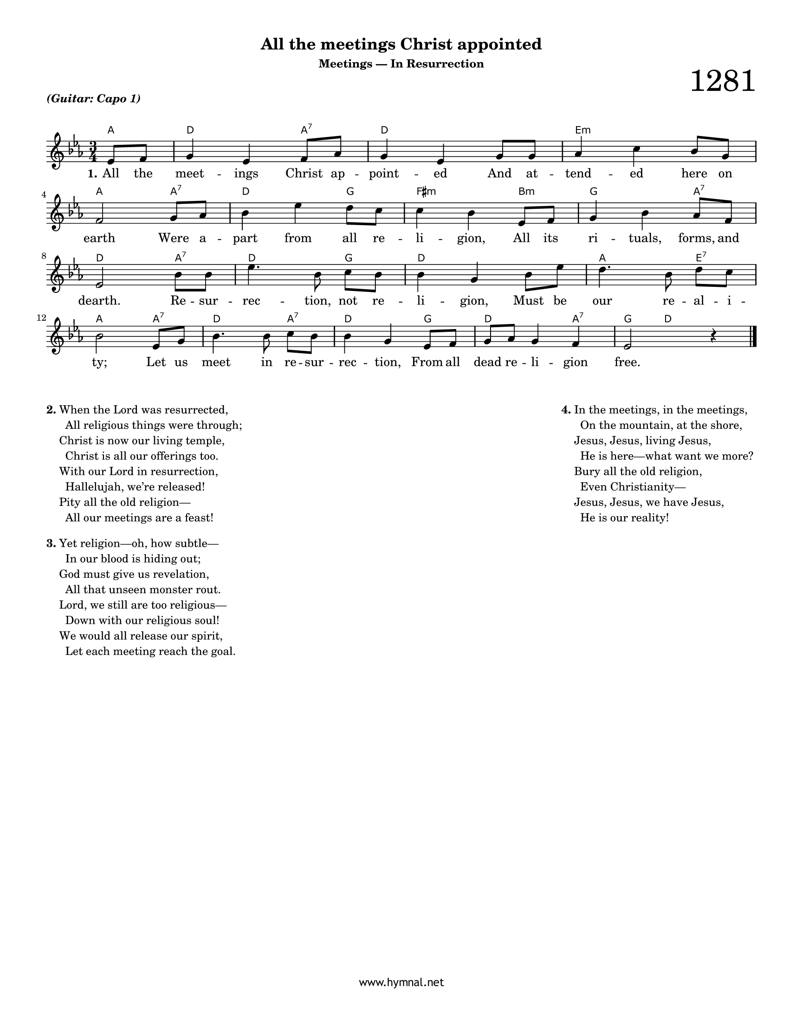 All the meetings Christ appointed
Meetings — In Resurrection
1281
(Guitar: Capo 1)
A D A7 D Em
1. All the meet - ings Christ ap - point - ed And at - tend - ed here on
4 A A7 D G F♯m Bm G A7
earth Were a - part from all re - li - gion, All its ri - tuals, forms, and
8 D A7 D G D A E7
dearth. Re - sur - rec - tion, not re - li - gion, Must be our re - al - i -
12 A A7 D A7 D G D A7 G D
ty; Let us meet in re - sur - rec - tion, From all dead re - li - gion free.
2. When the Lord was resurrected,
All religious things were through;
Christ is now our living temple,
Christ is all our offerings too.
With our Lord in resurrection,
Hallelujah, we're released!
Pity all the old religion—
All our meetings are a feast!
3. Yet religion—oh, how subtle—
In our blood is hiding out;
God must give us revelation,
All that unseen monster rout.
Lord, we still are too religious—
Down with our religious soul!
We would all release our spirit,
Let each meeting reach the goal.
4. In the meetings, in the meetings,
On the mountain, at the shore,
Jesus, Jesus, living Jesus,
He is here—what want we more?
Bury all the old religion,
Even Christianity—
Jesus, Jesus, we have Jesus,
He is our reality!
www.hymnal.net